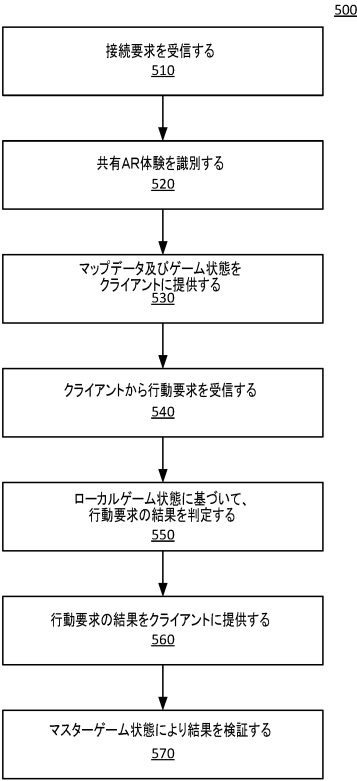 500
接続要求を受信する
510
共有AR体験を識別する
520
マップデータ及びゲーム状態を
クライアントに提供する
530
クライアントから行動要求を受信する
540
ローカルゲーム状態に基づいて、
行動要求の結果を判定する
550
行動要求の結果をクライアントに提供する
560
マスターゲーム状態により結果を検証する
570